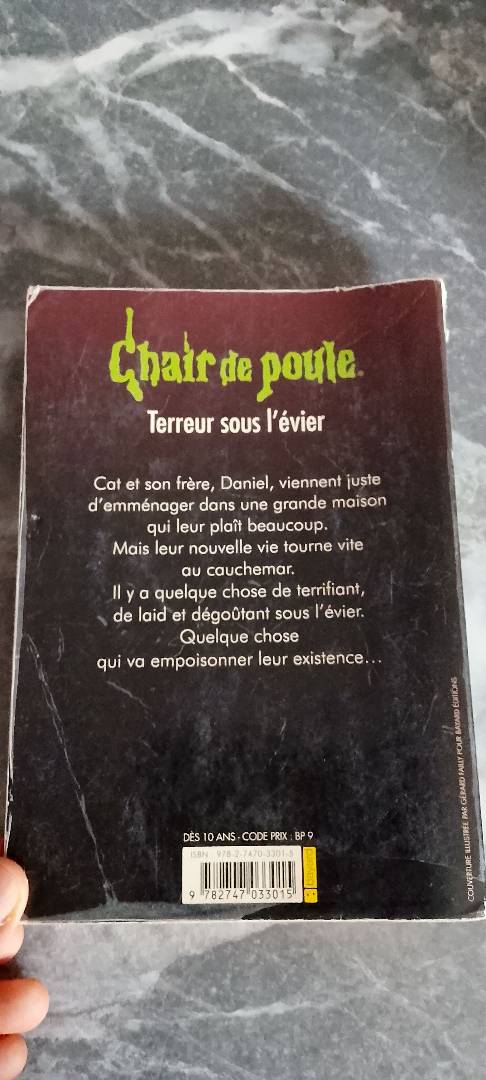 Chair de poule.
Terreur sous l'évier
Cat et son frère, Daniel, viennent juste
d'emménager dans une grande maison
qui leur plaît beaucoup.
Mais leur nouvelle vie tourne vite
au cauchemar.
Il y a quelque chose de terrifiant,
de laid et dégoûtant sous l'évier.
Quelque chose
qui va empoisonner leur existence...
COUVERTURE ILLUSTRÉE PAR GÉRARD FAILLY POUR BAYARD ÉDITIONS
DÈS 10 ANS - CODE PRIX : BP 9
ISBN : 978-2-7470-3301-5
9 782747 033015
bayard